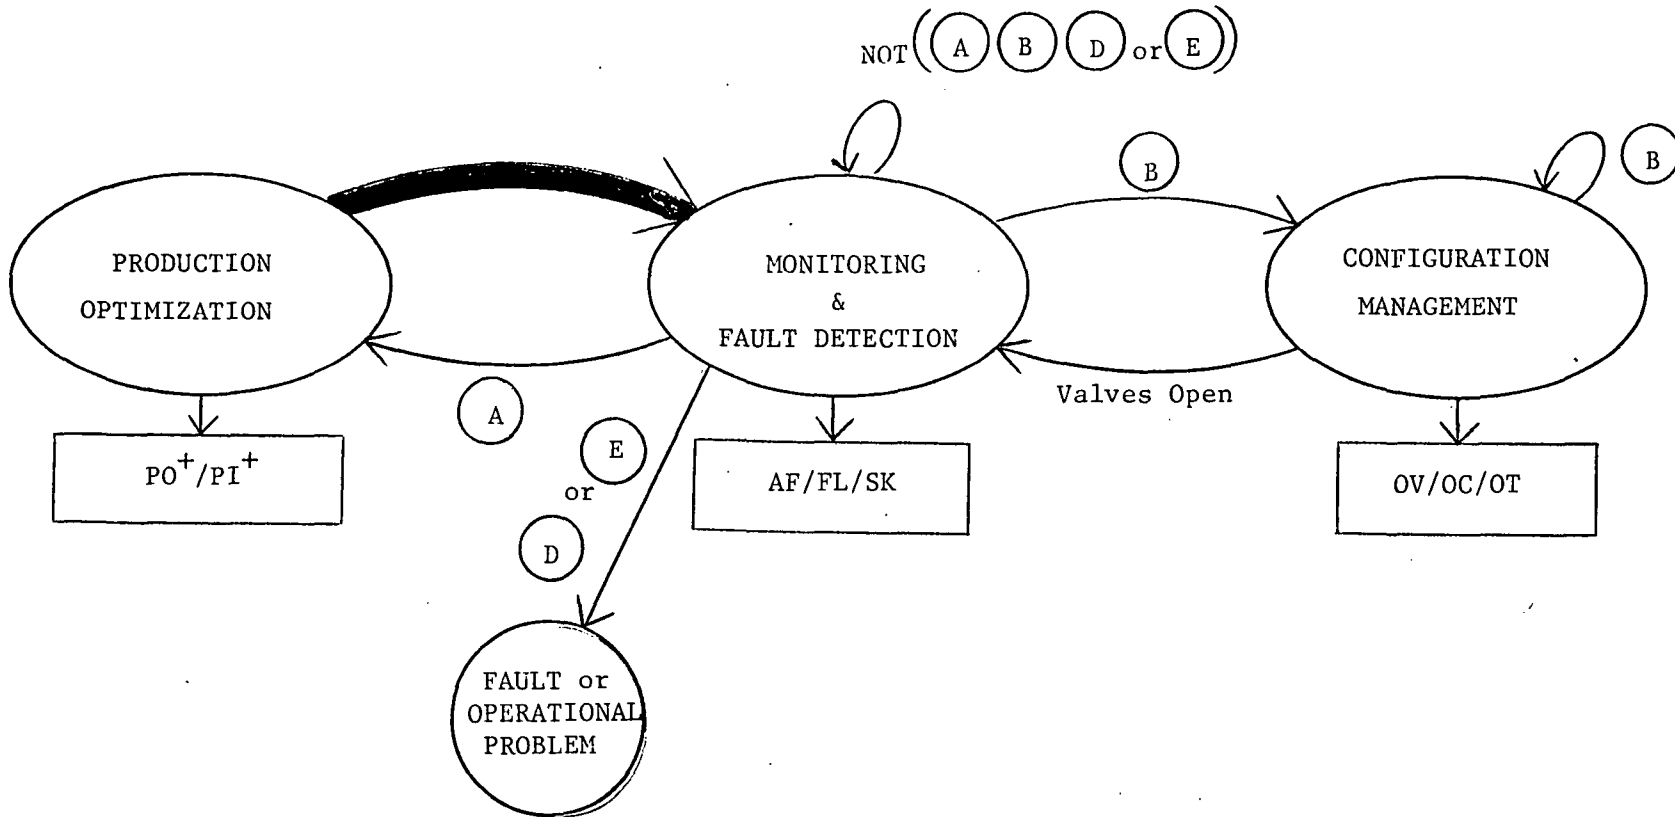 NOT ( A B D or E )
B
B
PRODUCTION
OPTIMIZATION
MONITORING
&
FAULT DETECTION
CONFIGURATION
MANAGEMENT
A
Valves Open
E
or
D
PO+/PI+
AF/FL/SK
OV/OC/OT
FAULT or
OPERATIONAL
PROBLEM